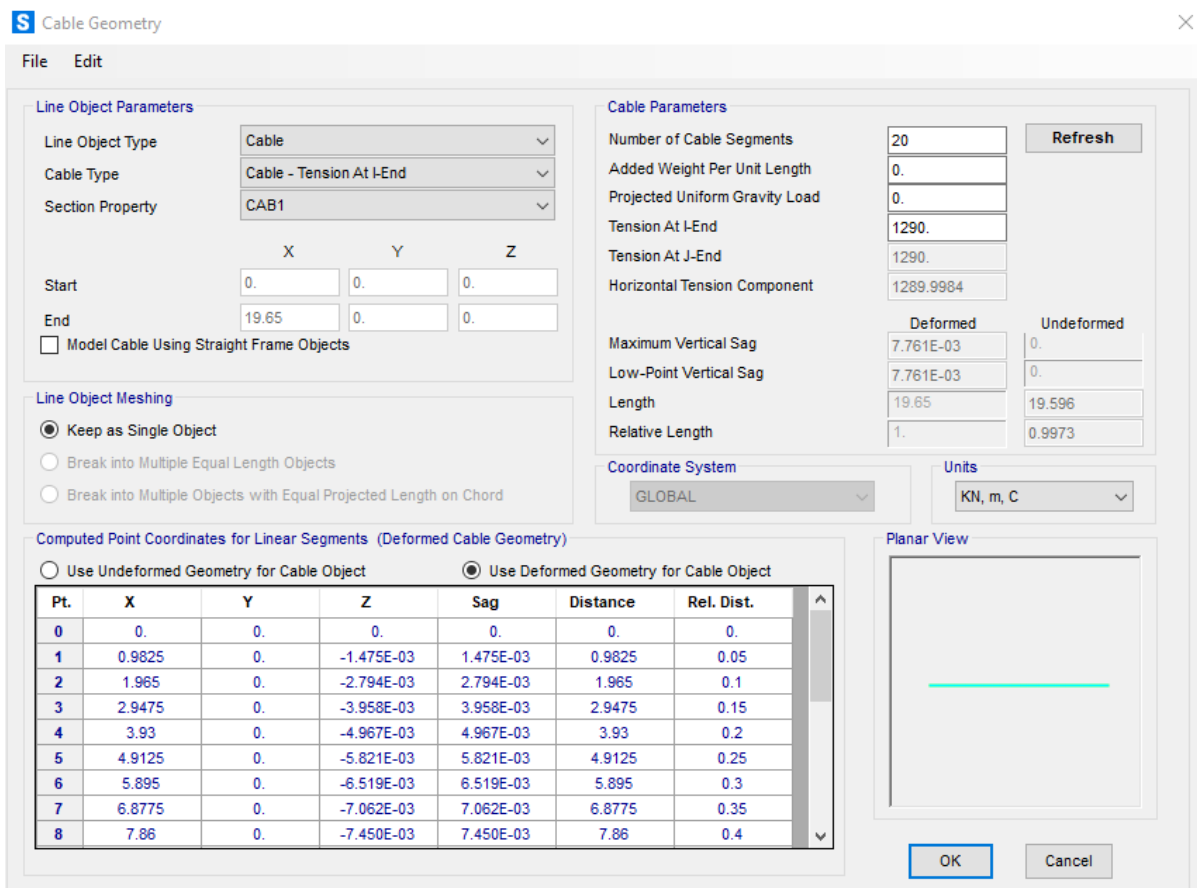 S Cable Geometry
File Edit
Line Object Parameters
Line Object Type Cable
Cable Type Cable - Tension At I-End
Section Property CAB1
X Y Z
Start 0. 0. 0.
End 19.65 0. 0.
Model Cable Using Straight Frame Objects
Line Object Meshing
Keep as Single Object
Break into Multiple Equal Length Objects
Break into Multiple Objects with Equal Projected Length on Chord
Cable Parameters
Number of Cable Segments 20 Refresh
Added Weight Per Unit Length 0.
Projected Uniform Gravity Load 0.
Tension At I-End 1290.
Tension At J-End 1290.
Horizontal Tension Component 1289.9984
Deformed Undeformed
Maximum Vertical Sag 7.761E-03 0.
Low-Point Vertical Sag 7.761E-03 0.
Length 19.65 19.596
Relative Length 1. 0.9973
Coordinate System
GLOBAL
Units
KN, m, C
Computed Point Coordinates for Linear Segments (Deformed Cable Geometry)
Use Undeformed Geometry for Cable Object Use Deformed Geometry for Cable Object
Pt. X Y Z Sag Distance Rel. Dist.
0 0. 0. 0. 0. 0. 0.
1 0.9825 0. -1.475E-03 1.475E-03 0.9825 0.05
2 1.965 0. -2.794E-03 2.794E-03 1.965 0.1
3 2.9475 0. -3.958E-03 3.958E-03 2.9475 0.15
4 3.93 0. -4.967E-03 4.967E-03 3.93 0.2
5 4.9125 0. -5.821E-03 5.821E-03 4.9125 0.25
6 5.895 0. -6.519E-03 6.519E-03 5.895 0.3
7 6.8775 0. -7.062E-03 7.062E-03 6.8775 0.35
8 7.86 0. -7.450E-03 7.450E-03 7.86 0.4
Planar View
OK Cancel